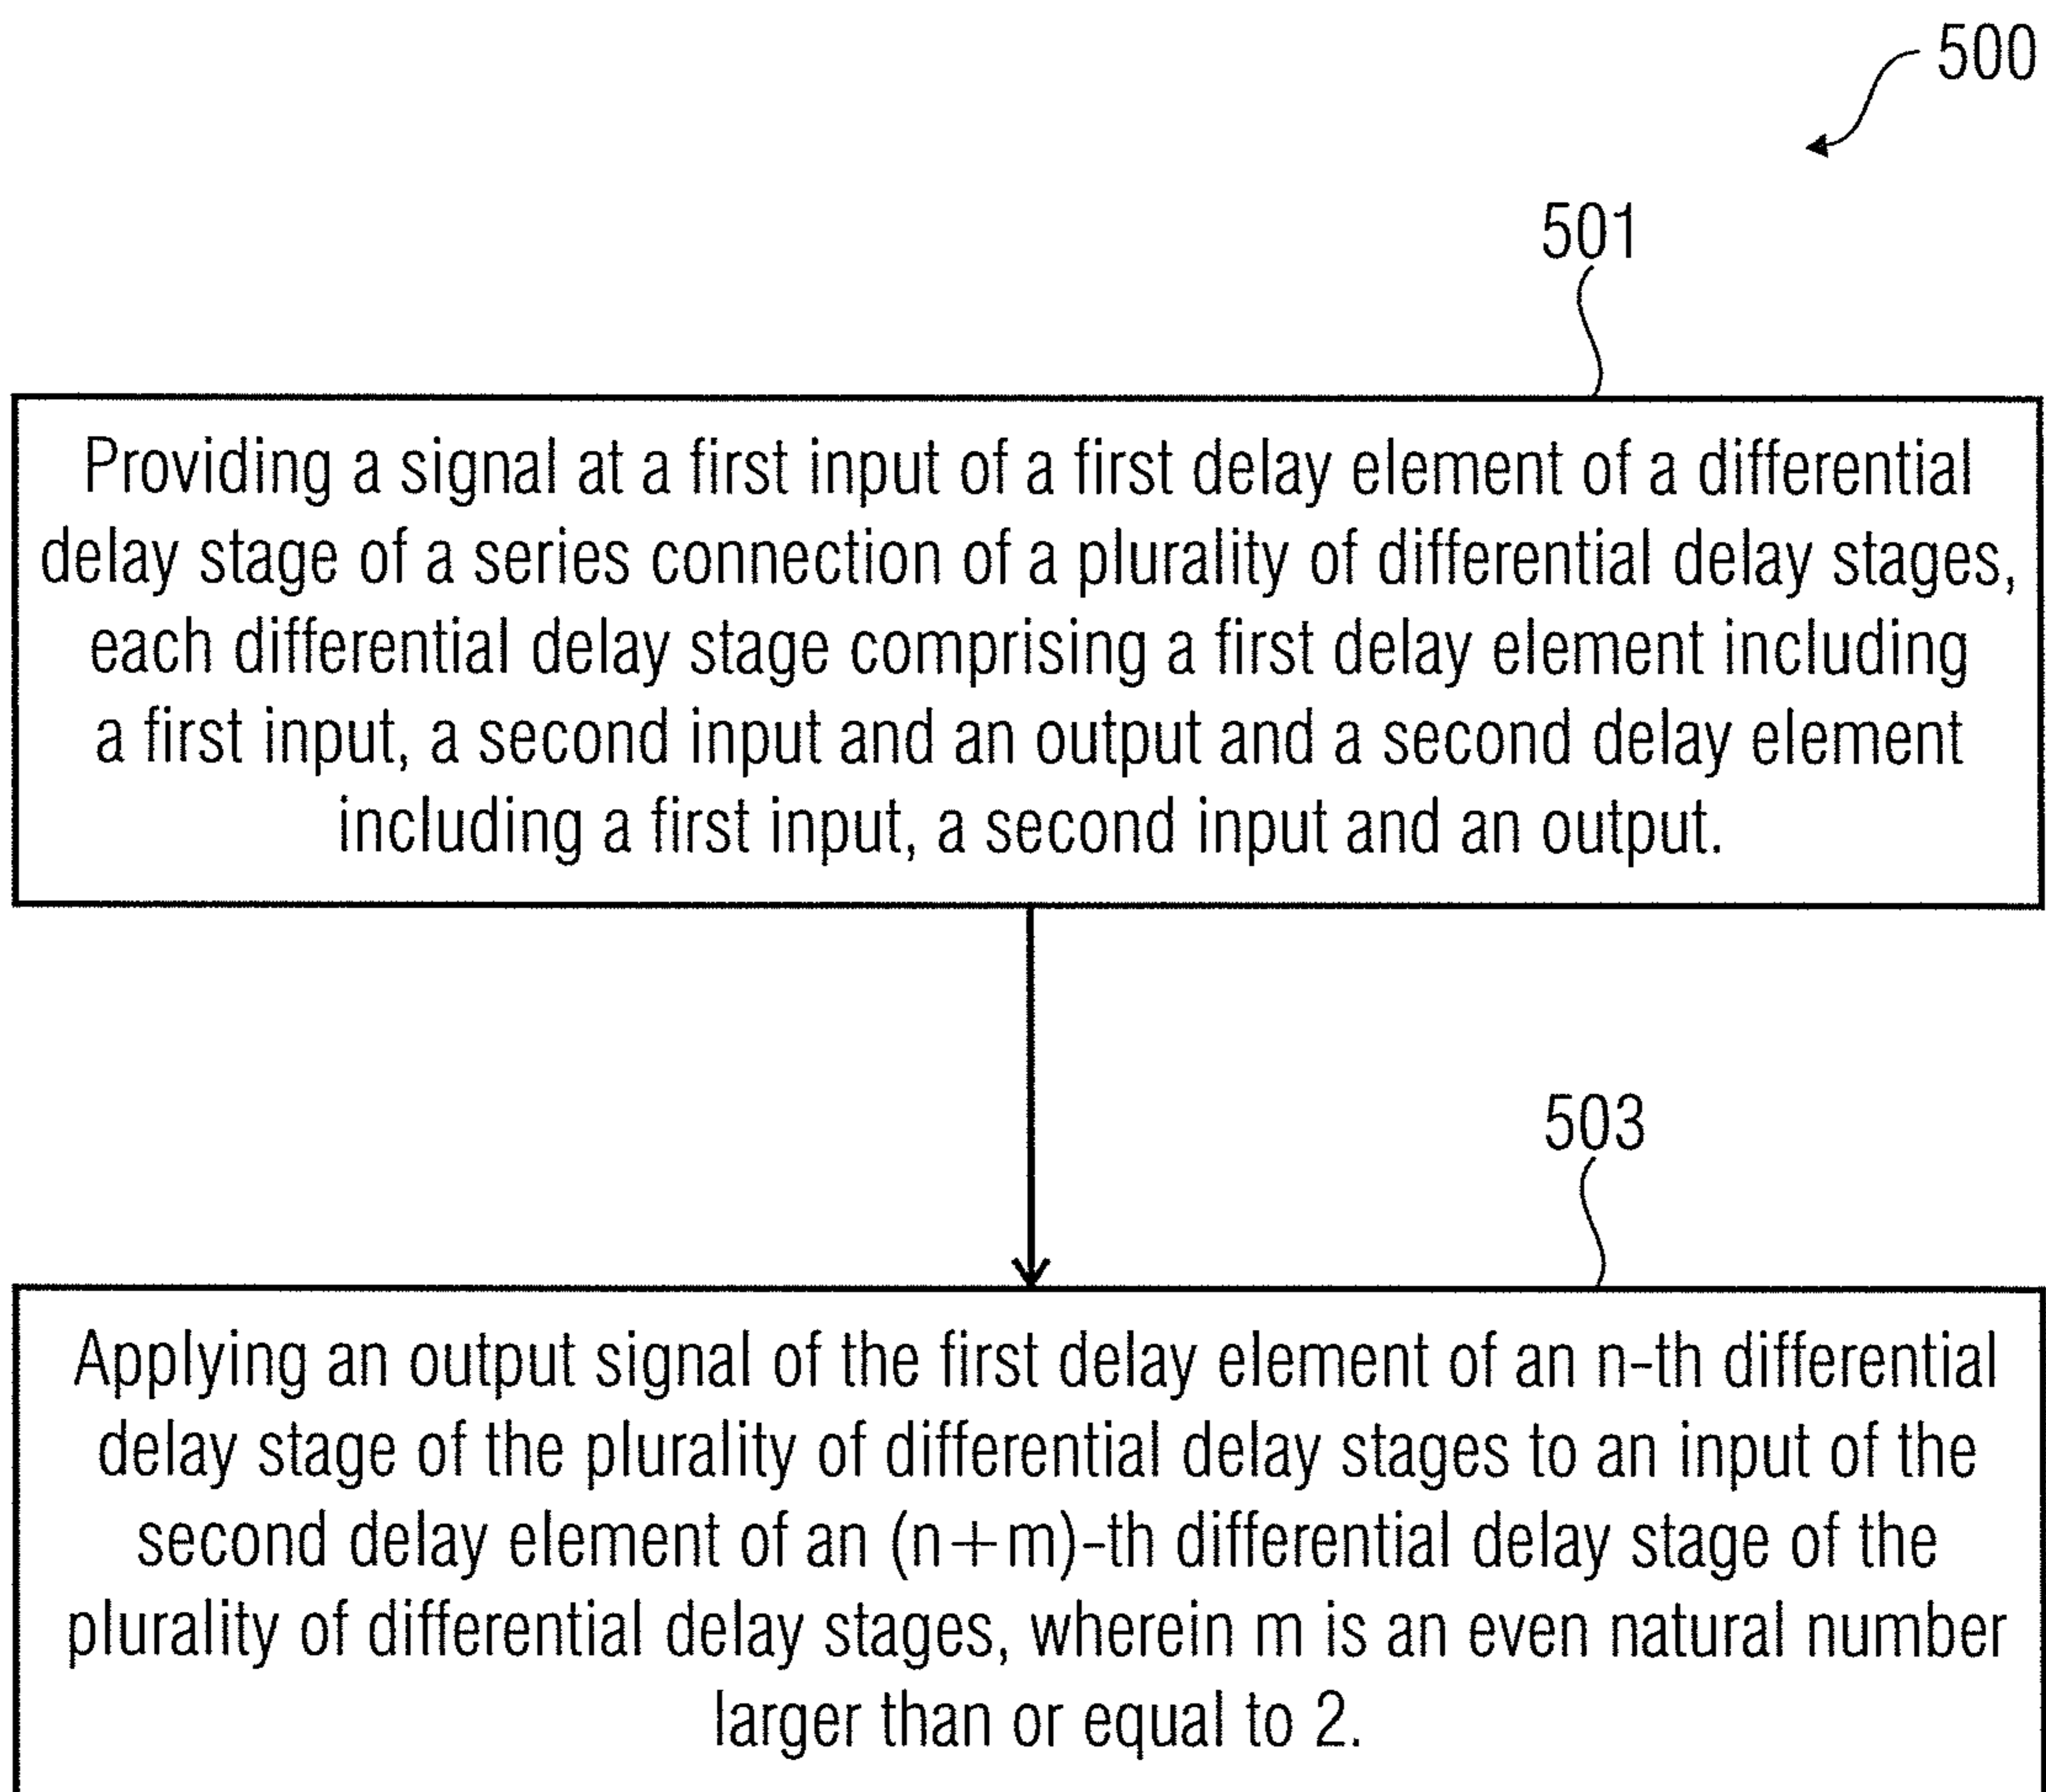 500
501
Providing a signal at a first input of a first delay element of a differential
delay stage of a series connection of a plurality of differential delay stages,
each differential delay stage comprising a first delay element including
a first input, a second input and an output and a second delay element
including a first input, a second input and an output.
503
Applying an output signal of the first delay element of an n-th differential
delay stage of the plurality of differential delay stages to an input of the
second delay element of an (n+m)-th differential delay stage of the
plurality of differential delay stages, wherein m is an even natural number
larger than or equal to 2.